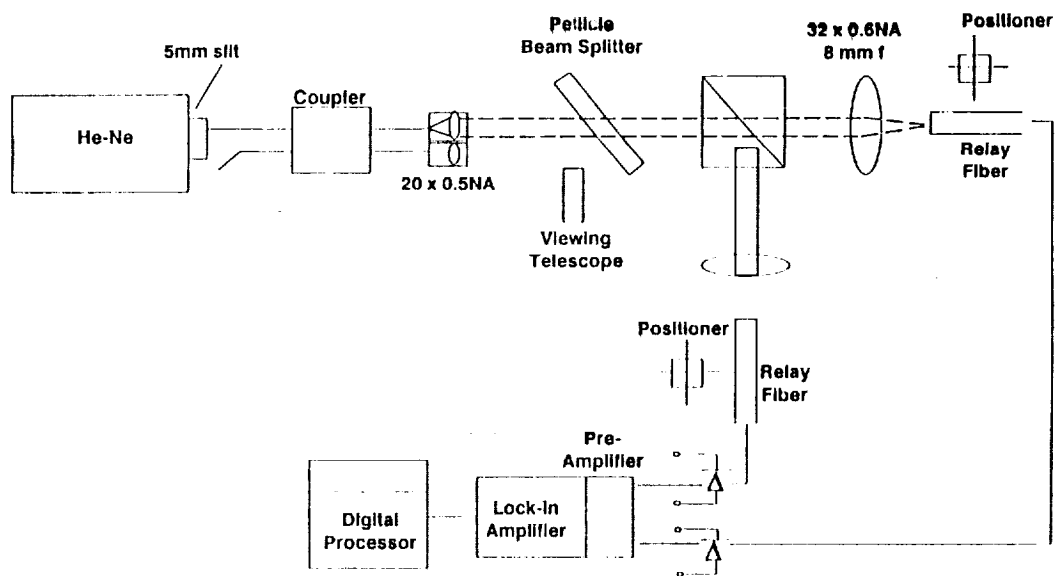 Pellicle
Beam Splitter
32 x 0.6NA
8 mm f
Positioner
5mm slit
Coupler
He-Ne
20 x 0.5NA
Relay
Fiber
Viewing
Telescope
Positioner
Relay
Fiber
Pre-
Amplifier
Digital
Processor
Lock-In
Amplifier